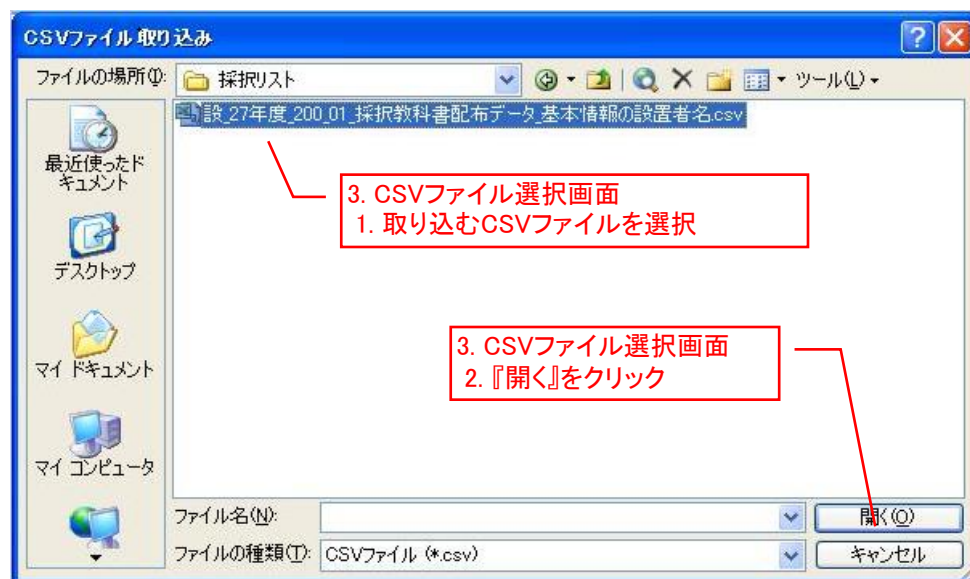 CSVファイル 取り込み
ファイルの場所(I):
採択リスト
ツール(L)
設_27年度_200_01_採択教科書配布データ_基本情報の設置者名.csv
最近使ったド
キュメント
3. CSVファイル選択画面
1. 取り込むCSVファイルを選択
デスクトップ
3. CSVファイル選択画面
2.『開く』をクリック
マイ ドキュメント
マイ コンピュータ
ファイル名(N):
開く(O)
ファイルの種類(T):
CSVファイル (*.csv)
キャンセル